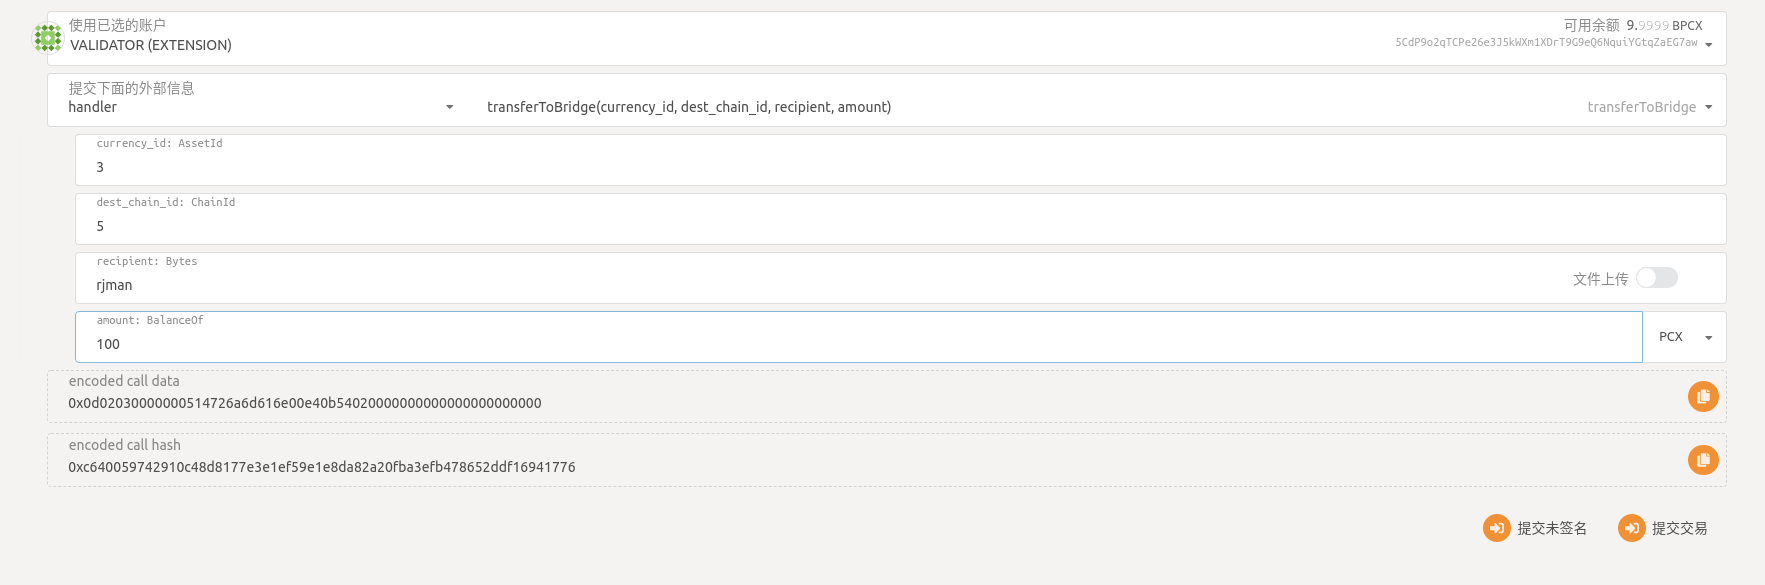 使用已选的账户
VALIDATOR (EXTENSION)
可用余额 9.9999 BPCX
5CdP9o2qTCPe26e3J5kWXm1XDrT9G9eQ6NquiYGtqZaEG7aw
提交下面的外部信息
handler
transferToBridge(currency_id, dest_chain_id, recipient, amount)
transferToBridge
currency_id: AssetId
3
dest_chain_id: ChainId
5
recipient: Bytes
rjman
文件上传
amount: BalanceOf
100
PCX
encoded call data
0x0d02030000000514726a6d616e00e40b54020000000000000000000000
encoded call hash
0xc640059742910c48d8177e3e1ef59e1e8da82a20fba3efb478652ddf16941776
提交未签名
提交交易